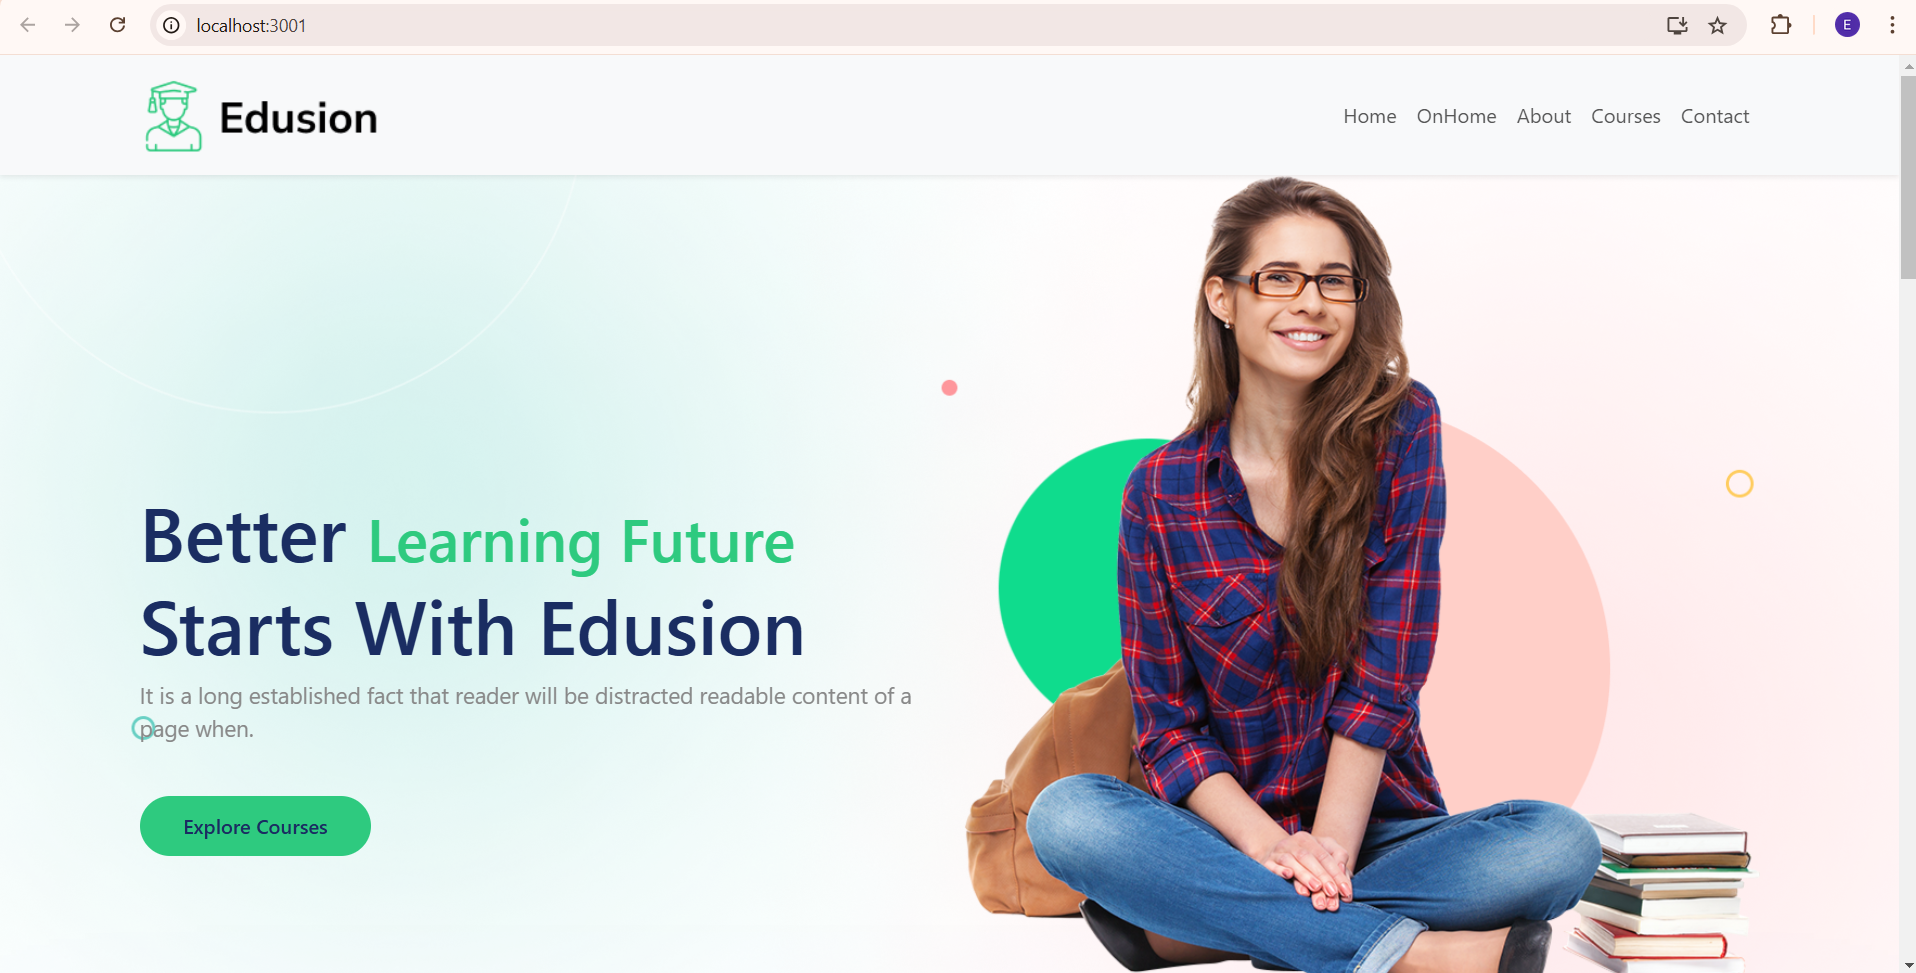 localhost:3001
E
Edusion
Home OnHome About Courses Contact
Better Learning Future
Starts With Edusion
It is a long established fact that reader will be distracted readable content of a
page when.
Explore Courses